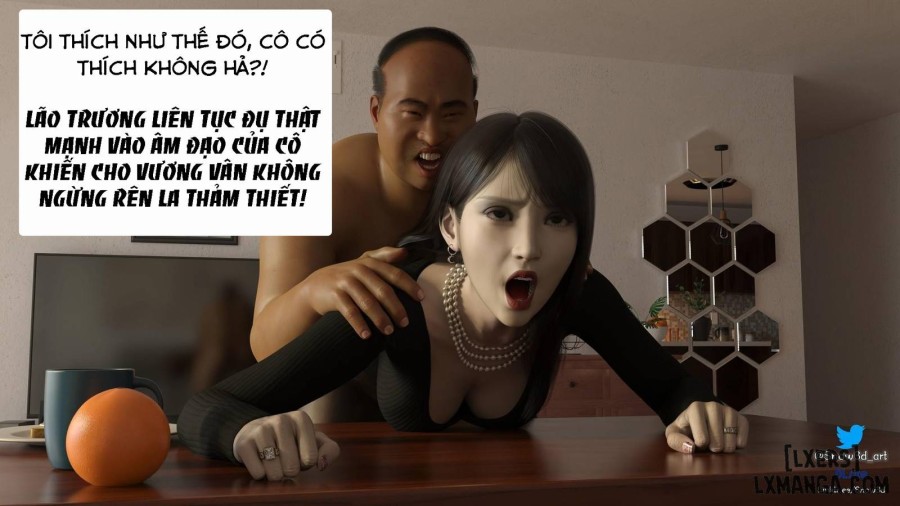 TÔI THÍCH NHƯ THẾ ĐÓ, CÔ CÓ
THÍCH KHÔNG HẢ?!
LÃO TRƯƠNG LIÊN TỤC ĐỤ THẬT
MẠNH VÀO ÂM ĐẠO CỦA CÔ
KHIẾN CHO VƯƠNG VÂN KHÔNG
NGỪNG RÊN LA THẢM THIẾT!
[LXERS]
LXMANGA.COM